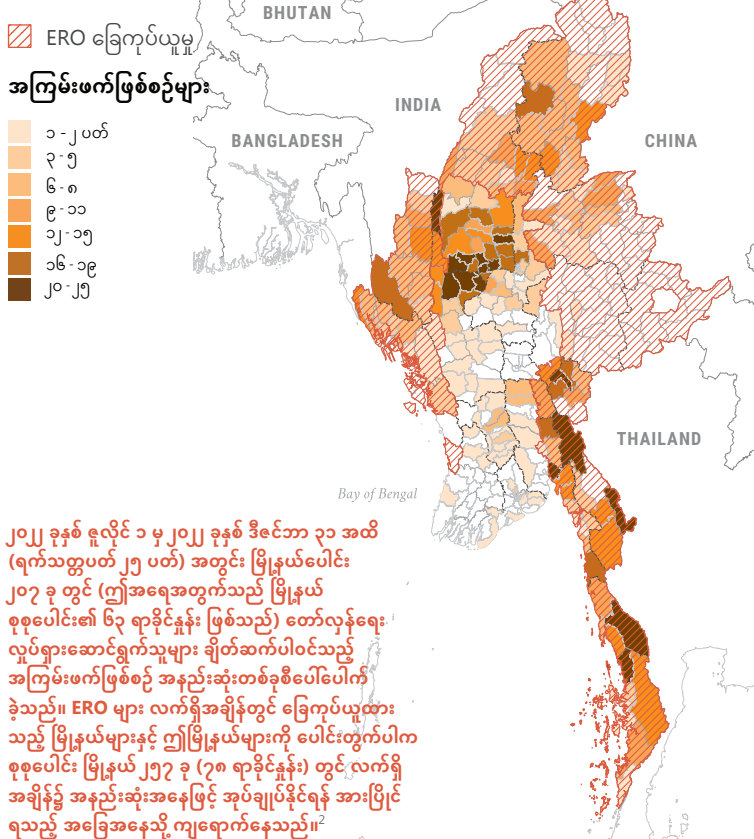 BHUTAN
ERO ခြေကုပ်ယူမှု
အကြမ်းဖက်ဖြစ်စဉ်များ
INDIA
၁ - ၂ ပတ်
BANGLADESH
CHINA
၃ - ၅
၆ - ၈
၉ - ၁၁
၁၂ - ၁၅
၁၆ - ၁၉
၂၀ - ၂၅
THAILAND
Bay of Bengal
၂၀၂၂ ခုနှစ် ဇူလိုင် ၁ မှ ၂၀၂၂ ခုနှစ် ဒီဇင်ဘာ ၃၁ အထိ
(ရက်သတ္တပတ် ၂၅ ပတ်) အတွင်း မြို့နယ်ပေါင်း
၂၀၇ ခု တွင် (ဤအရေအတွက်သည် မြို့နယ်
စုစုပေါင်း၏ ၆၃ ရာခိုင်နှုန်း ဖြစ်သည်) တော်လှန်ရေး
လှုပ်ရှားဆောင်ရွက်သူများ ချိတ်ဆက်ပါဝင်သည့်
အကြမ်းဖက်ဖြစ်စဉ် အနည်းဆုံးတစ်ခုစီပေါ်ပေါက်
ခဲ့သည်။ ERO များ လက်ရှိအချိန်တွင် ခြေကုပ်ယူထား
သည့် မြို့နယ်များနှင့် ဤမြို့နယ်များကို ပေါင်းတွက်ပါက
စုစုပေါင်း မြို့နယ် ၂၅၇ ခု (၇၈ ရာခိုင်နှုန်း) တွင် လက်ရှိ
အချိန်၌ အနည်းဆုံးအနေဖြင့် အုပ်ချုပ်နိုင်ရန် အားပြိုင်
ရသည့် အခြေအနေသို့ ကျရောက်နေသည်။2